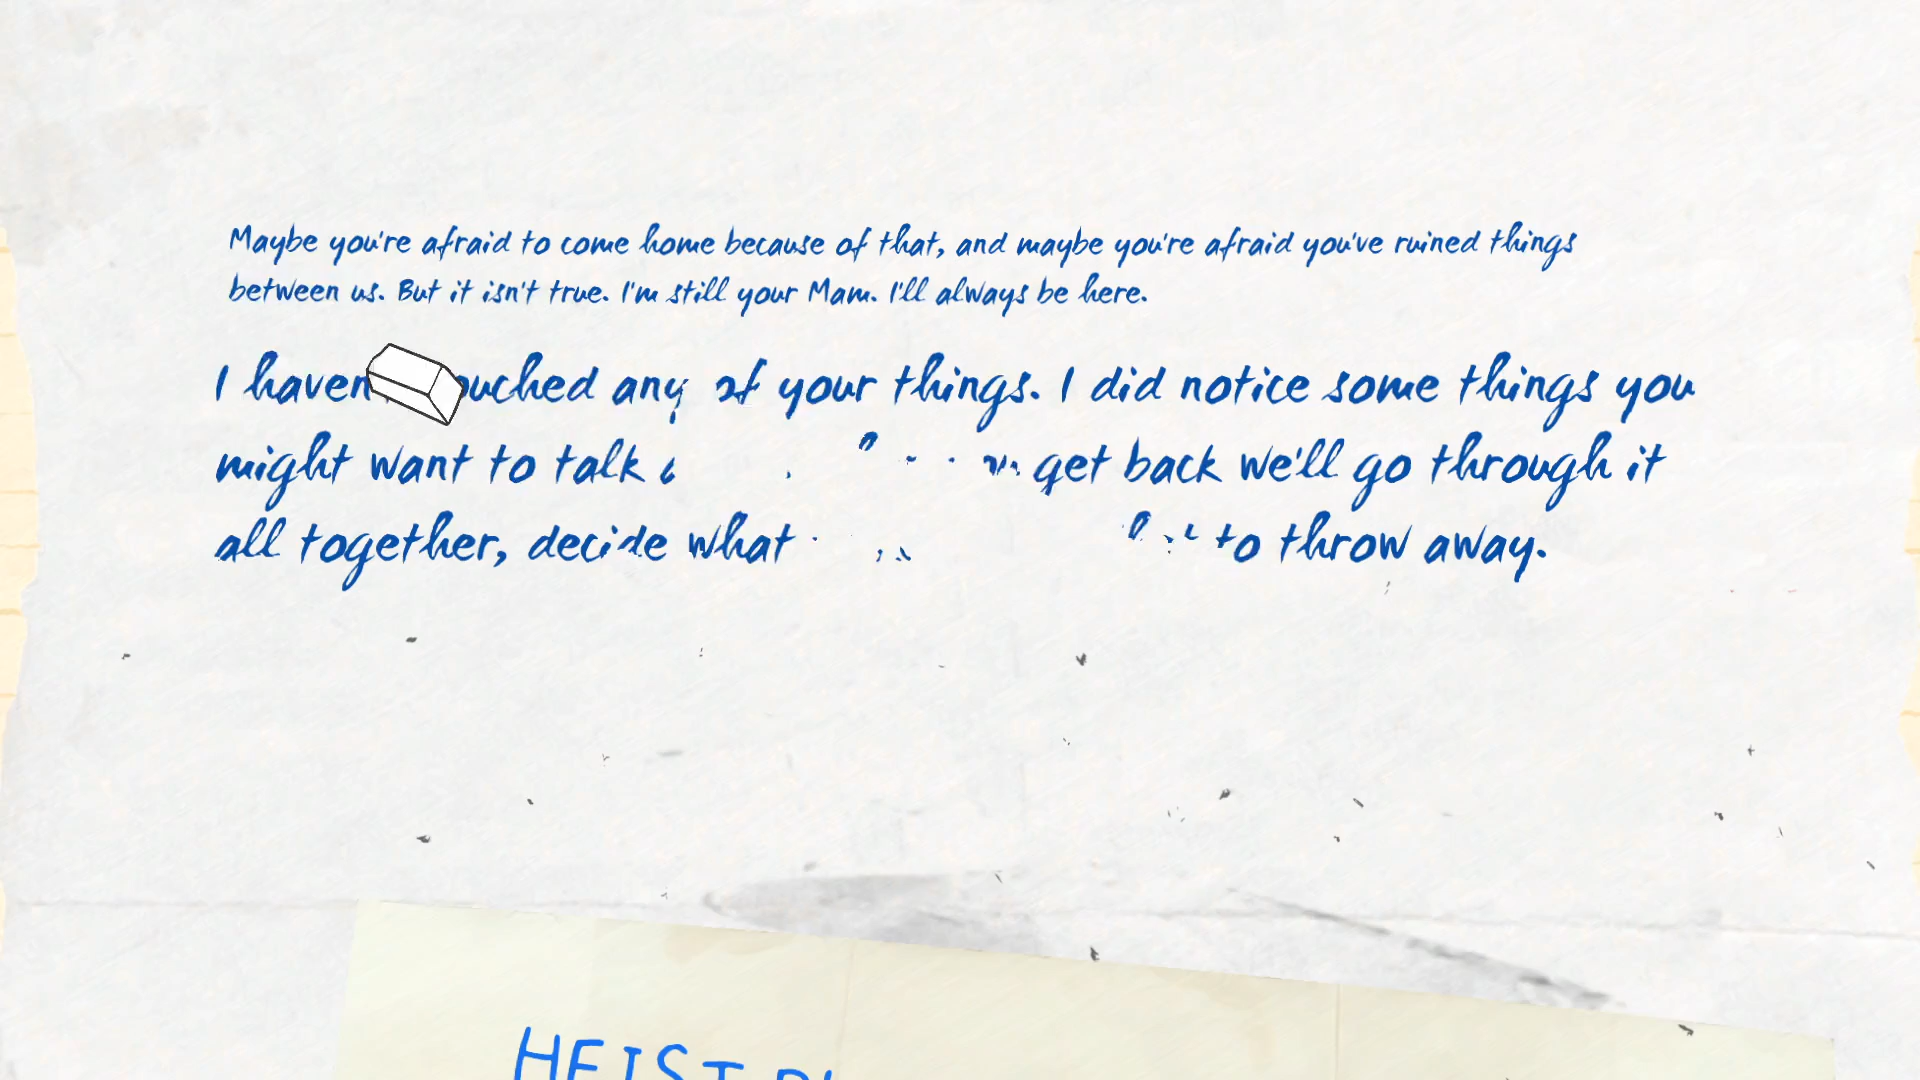 Maybe you're afraid to come home because of that, and maybe you're afraid you've ruined things
between us. But it isn't true. I'm still your Mam. I'll always be here.
I any of your things. I did notice some things you
might want to talk get back we'll go through it
all together, decide what to throw away.
HEIST